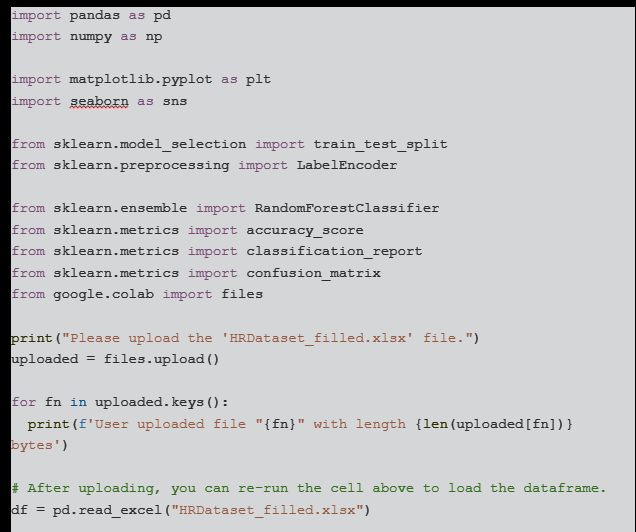 import pandas as pd
import numpy as np
import matplotlib.pyplot as plt
import seaborn as sns
from sklearn.model_selection import train_test_split
from sklearn.preprocessing import LabelEncoder
from sklearn.ensemble import RandomForestClassifier
from sklearn.metrics import accuracy_score
from sklearn.metrics import classification_report
from sklearn.metrics import confusion_matrix
from google.colab import files
print("Please upload the 'HRDataset_filled.xlsx' file.")
uploaded = files.upload()
for fn in uploaded.keys():
  print(f'User uploaded file "{fn}" with length {len(uploaded[fn])}
bytes')
# After uploading, you can re-run the cell above to load the dataframe.
df = pd.read_excel("HRDataset_filled.xlsx")